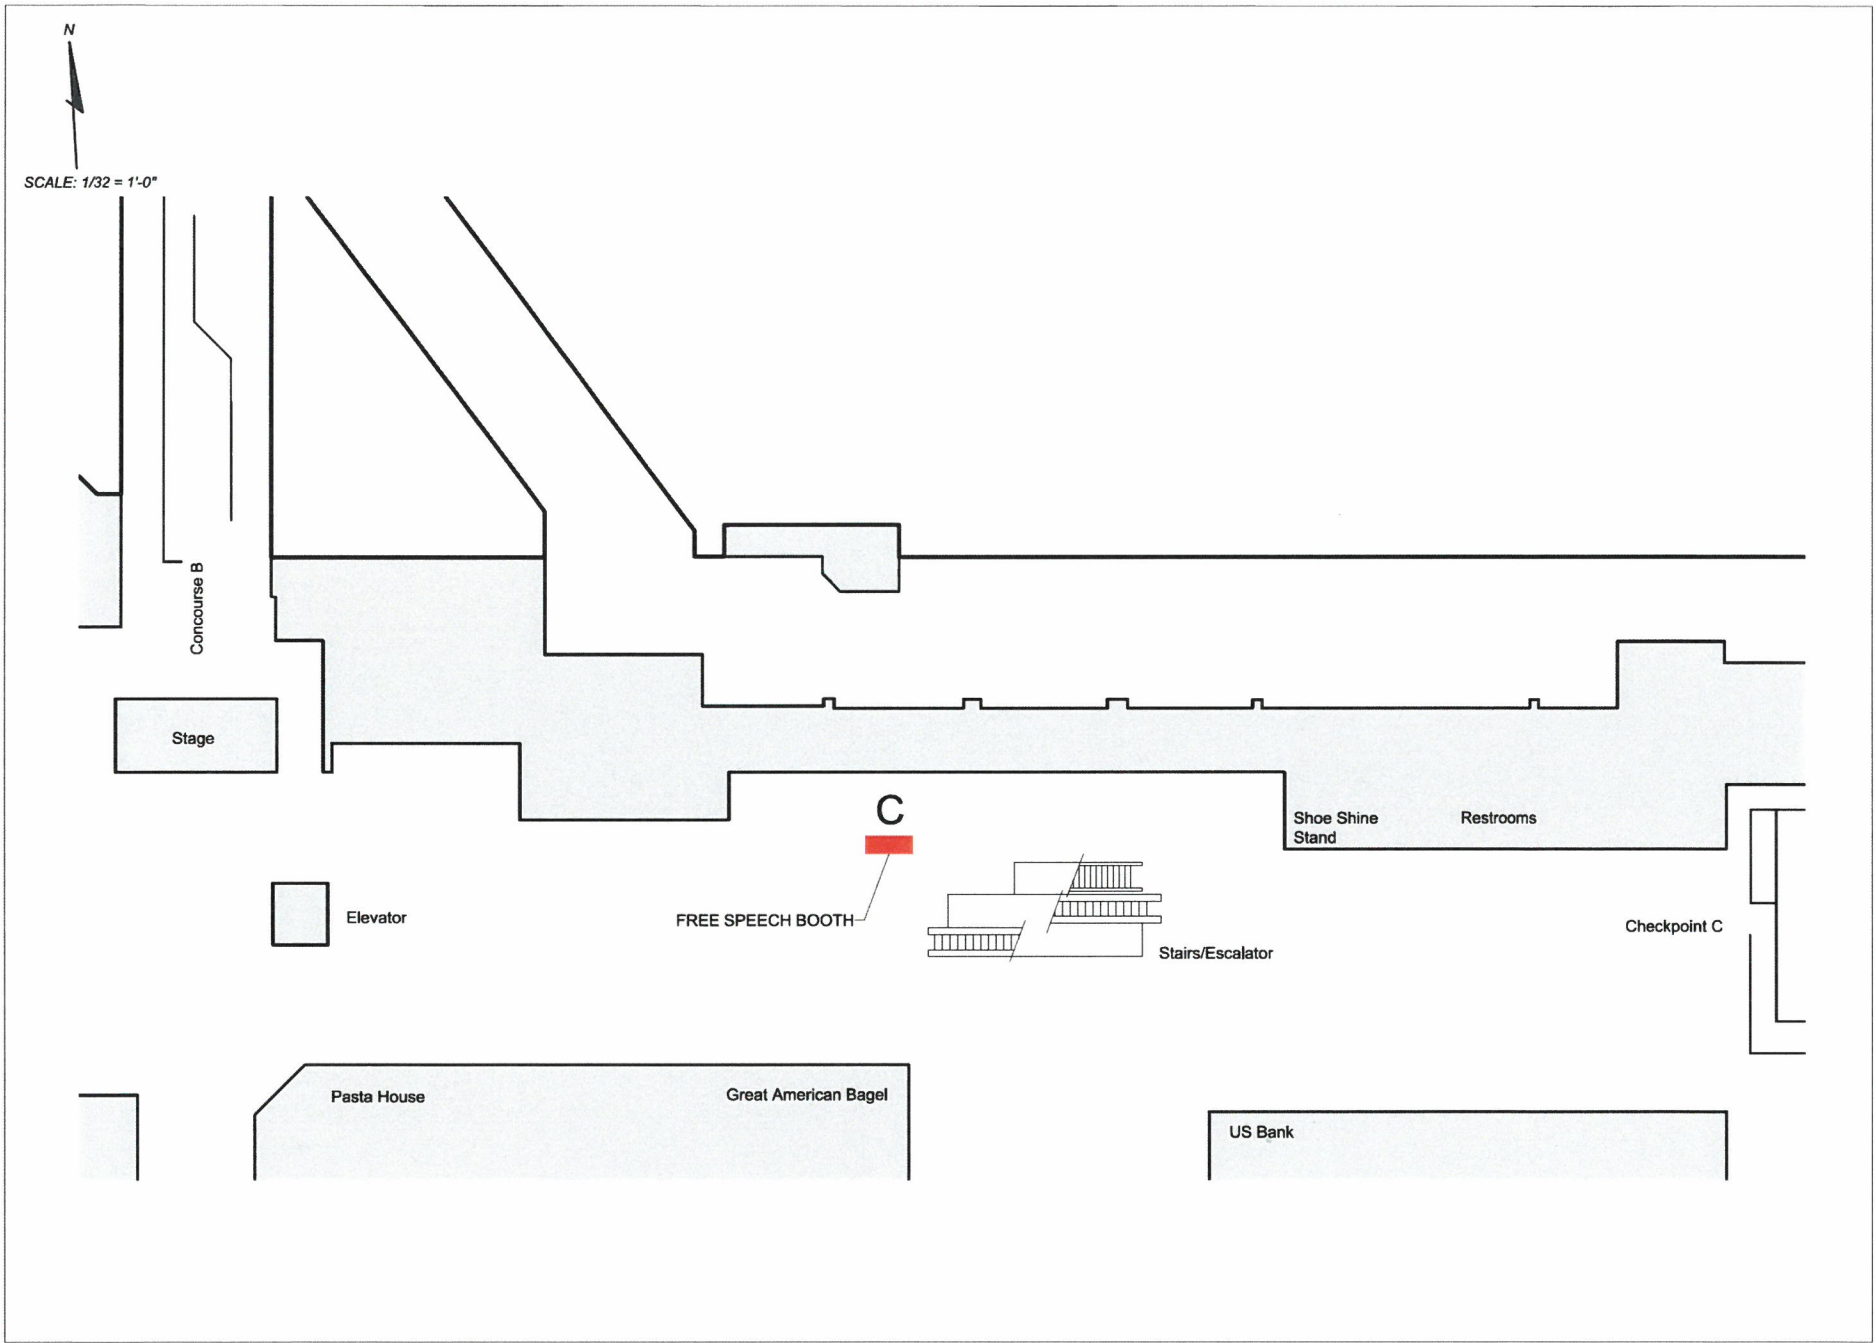 N
SCALE: 1/32 = 1'-0"
Concourse B
Stage
C
Shoe Shine
Stand
Restrooms
Elevator
FREE SPEECH BOOTH
Checkpoint C
Stairs/Escalator
Pasta House
Great American Bagel
US Bank